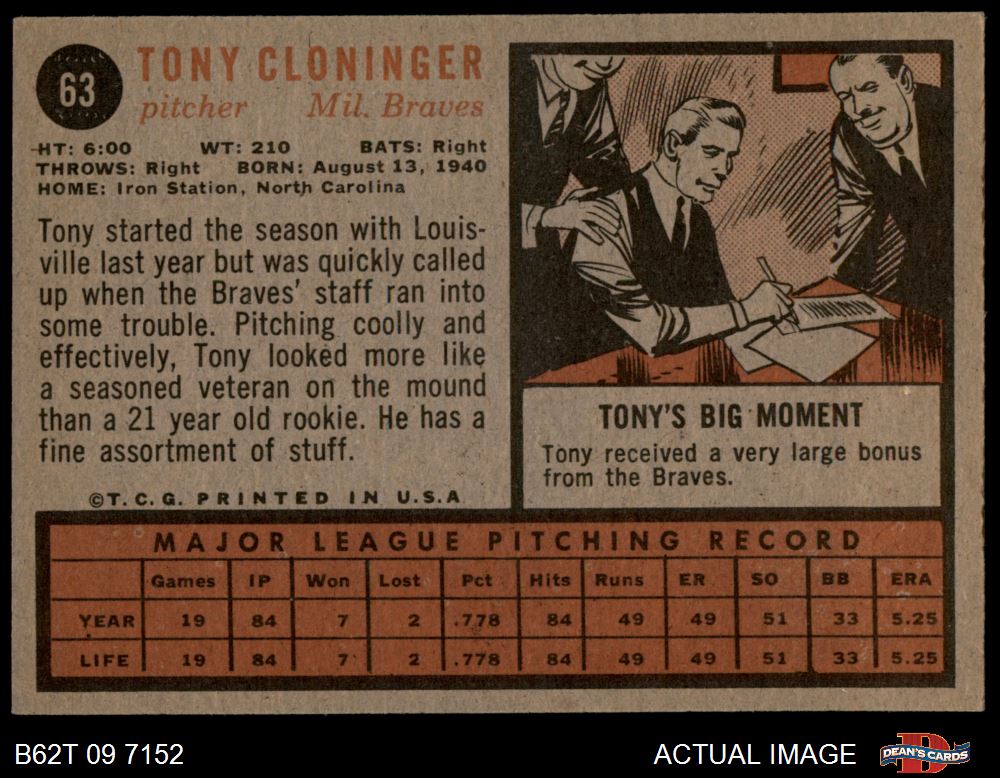 63
TONY CLONINGER
pitcher Mil. Braves
HT: 6:00 WT: 210 BATS: Right
THROWS: Right BORN: August 13, 1940
HOME: Iron Station, North Carolina
Tony started the season with Louis-
ville last year but was quickly called
up when the Braves' staff ran into
some trouble. Pitching coolly and
effectively, Tony looked more like
a seasoned veteran on the mound
than a 21 year old rookie. He has a
fine assortment of stuff.
©T.C.G. PRINTED IN U.S.A
TONY'S BIG MOMENT
Tony received a very large bonus
from the Braves.
MAJOR LEAGUE PITCHING RECORD
Games IP Won Lost Pct Hits Runs ER SO BB ERA
YEAR 19 84 7 2 .778 84 49 49 51 33 5.25
LIFE 19 84 7 2 .778 84 49 49 51 33 5.25
B62T 09 7152 ACTUAL IMAGE DEAN'S CARDS